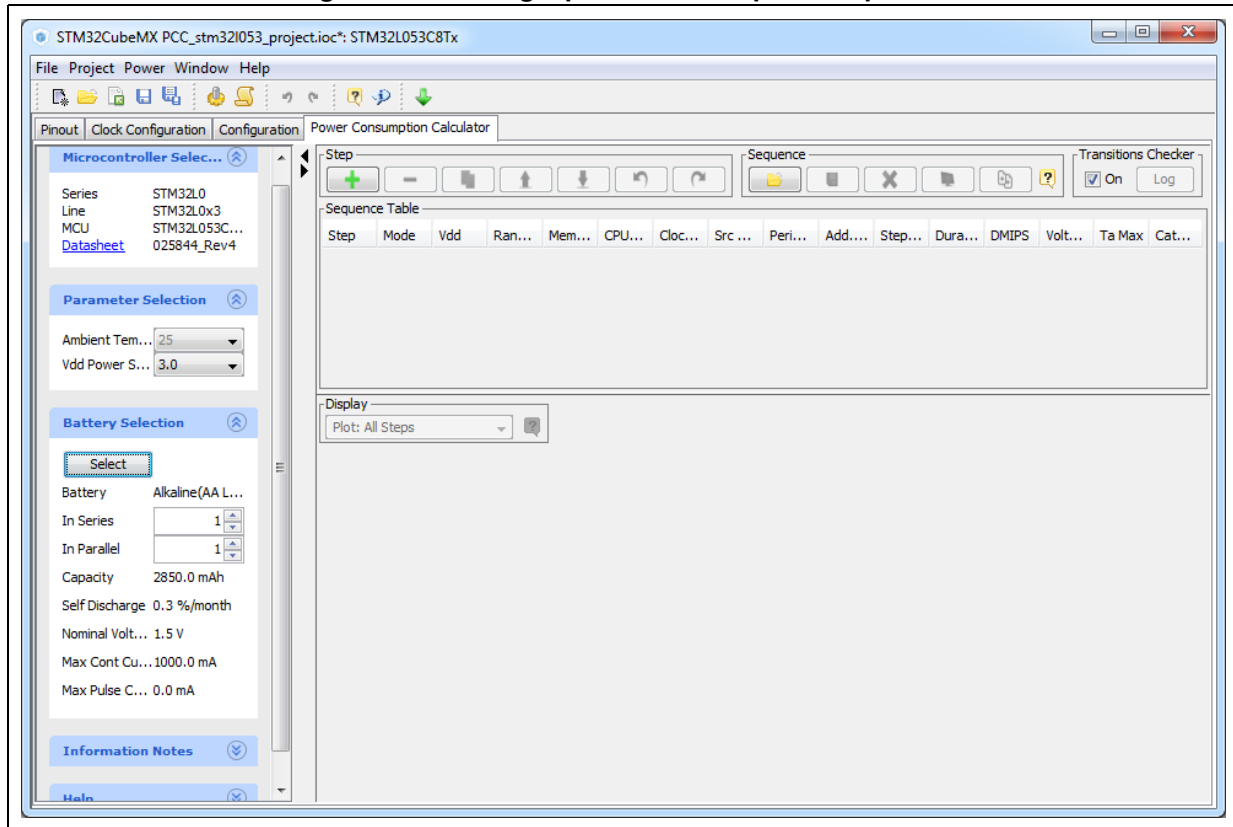 STM32CubeMX PCC_stm32l053_project.ioc*: STM32L053C8Tx
File Project Power Window Help
Pinout Clock Configuration Configuration Power Consumption Calculator
Microcontroller Selec...
Series STM32L0
Line STM32L0x3
MCU STM32L053C...
Datasheet 025844_Rev4
Parameter Selection
Ambient Tem... 25
Vdd Power S... 3.0
Battery Selection
Select
Battery Alkaline(AA L...
In Series 1
In Parallel 1
Capacity 2850.0 mAh
Self Discharge 0.3 %/month
Nominal Volt... 1.5 V
Max Cont Cu... 1000.0 mA
Max Pulse C... 0.0 mA
Information Notes
Help
Step
Sequence
Transitions Checker
On Log
Sequence Table
Step Mode Vdd Ran... Mem... CPU... Cloc... Src ... Peri... Add.... Step... Dura... DMIPS Volt... Ta Max Cat...
Display
Plot: All Steps